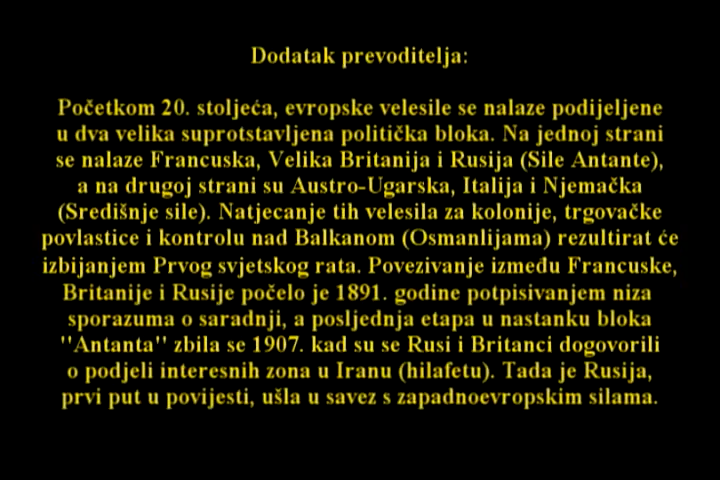 Dodatak prevoditelja:
Početkom 20. stoljeća, evropske velesile se nalaze podijeljene
u dva velika suprotstavljena politička bloka. Na jednoj strani
se nalaze Francuska, Velika Britanija i Rusija (Sile Antante),
a na drugoj strani su Austro-Ugarska, Italija i Njemačka
(Središnje sile). Natjecanje tih velesila za kolonije, trgovačke
povlastice i kontrolu nad Balkanom (Osmanlijama) rezultirat će
izbijanjem Prvog svjetskog rata. Povezivanje između Francuske,
Britanije i Rusije počelo je 1891. godine potpisivanjem niza
sporazuma o saradnji, a posljednja etapa u nastanku bloka
''Antanta'' zbila se 1907. kad su se Rusi i Britanci dogovorili
o podjeli interesnih zona u Iranu (hilafetu). Tada je Rusija,
prvi put u povijesti, ušla u savez s zapadnoevropskim silama.